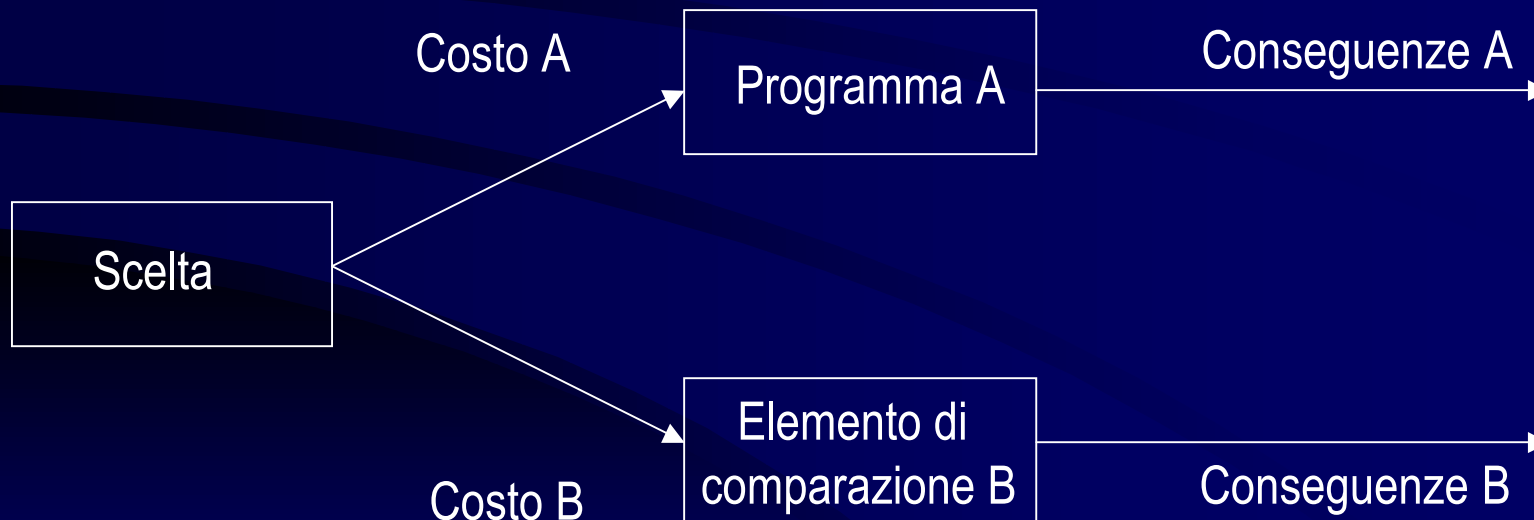 Costo A
Programma A
Conseguenze A
Scelta
Elemento di
comparazione B
Costo B
Conseguenze B